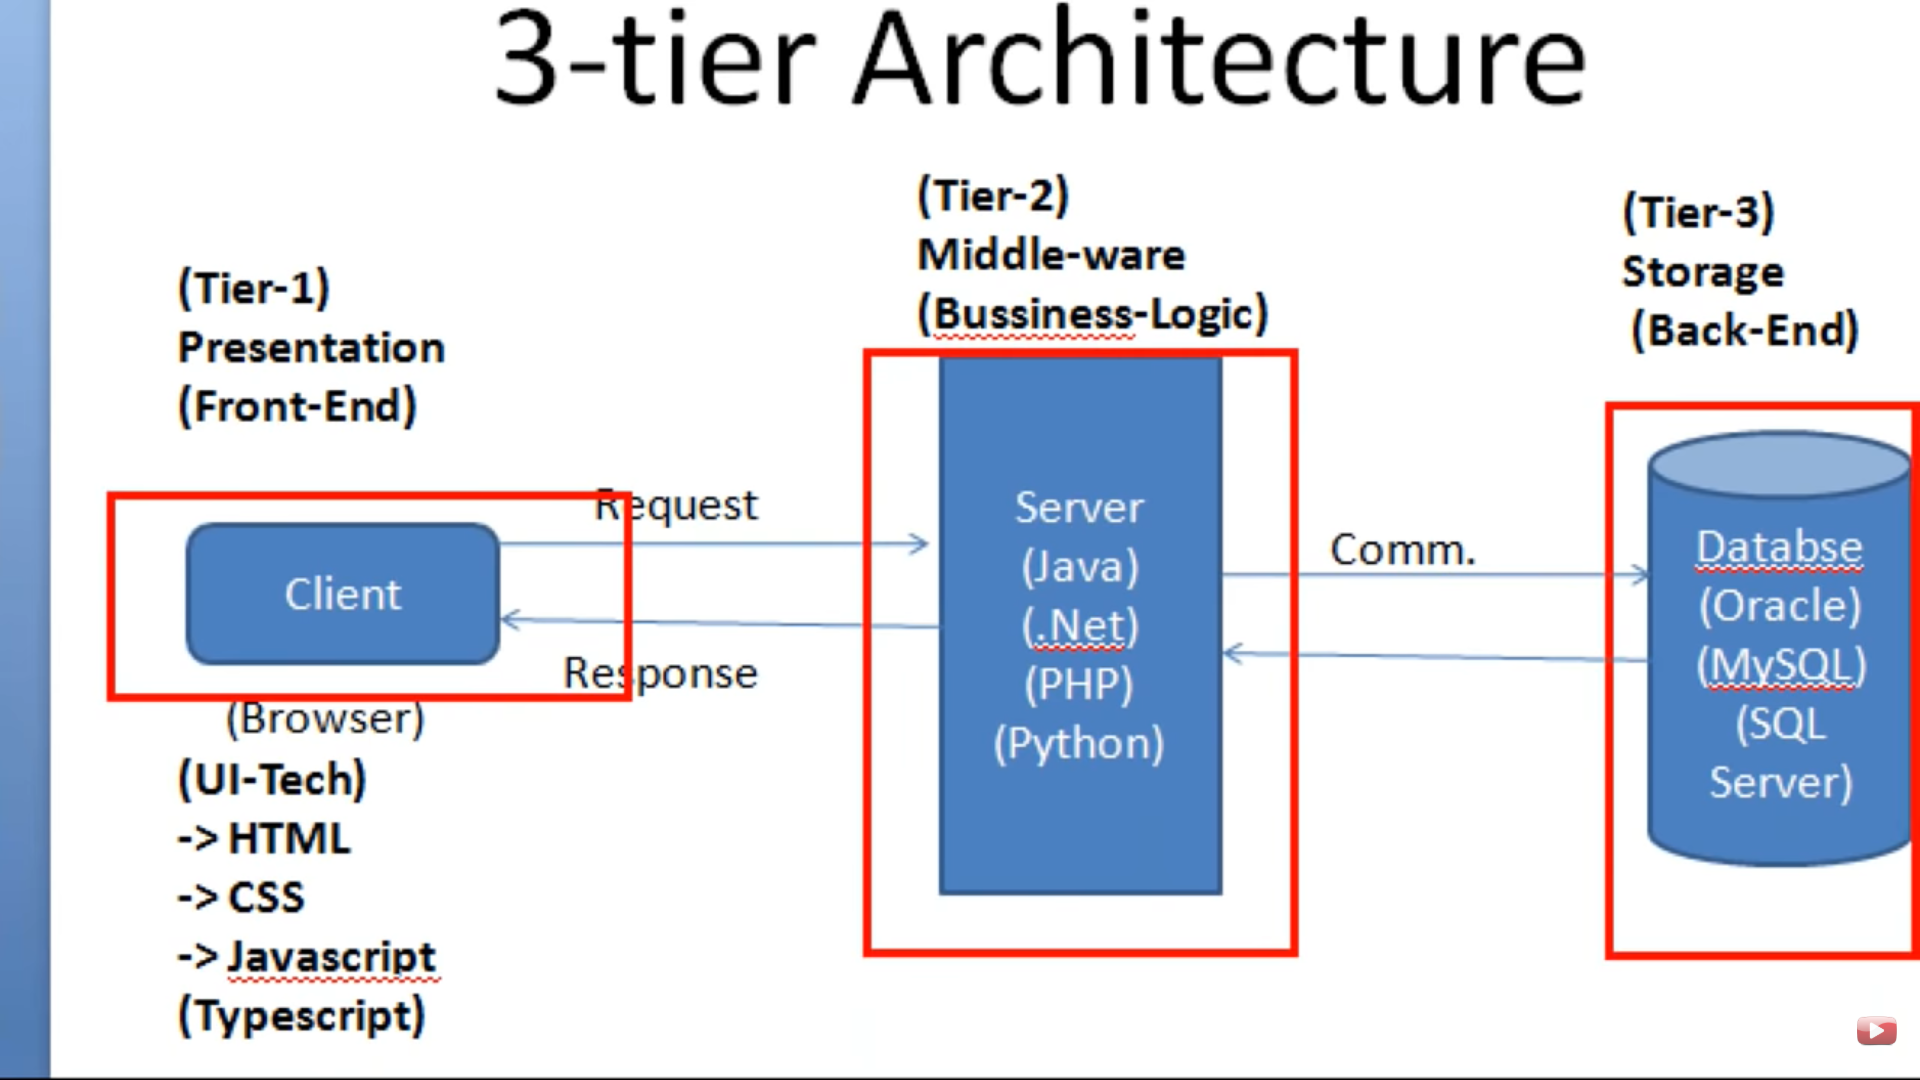 3-tier Architecture
(Tier-1)
Presentation
(Front-End)
Client
(Browser)
(UI-Tech)
-> HTML
-> CSS
-> Javascript
(Typescript)
Request
Response
(Tier-2)
Middle-ware
(Bussiness-Logic)
Server
(Java)
(.Net)
(PHP)
(Python)
Comm.
(Tier-3)
Storage
(Back-End)
Databse
(Oracle)
(MySQL)
(SQL
Server)